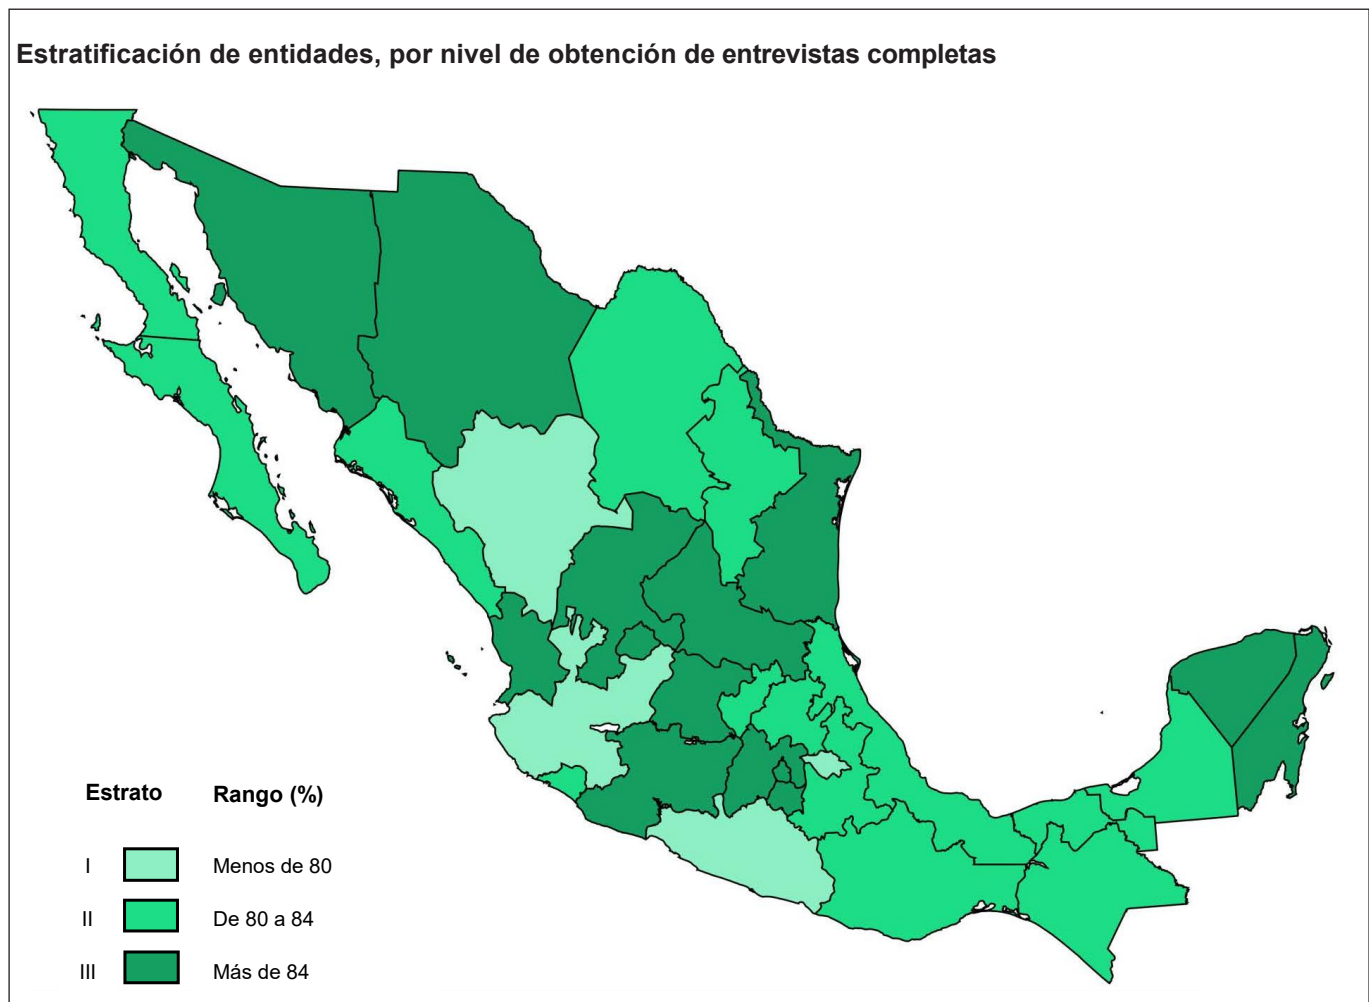 Estratificación de entidades, por nivel de obtención de entrevistas completas
Estrato Rango (%)
I Menos de 80
II De 80 a 84
III Más de 84